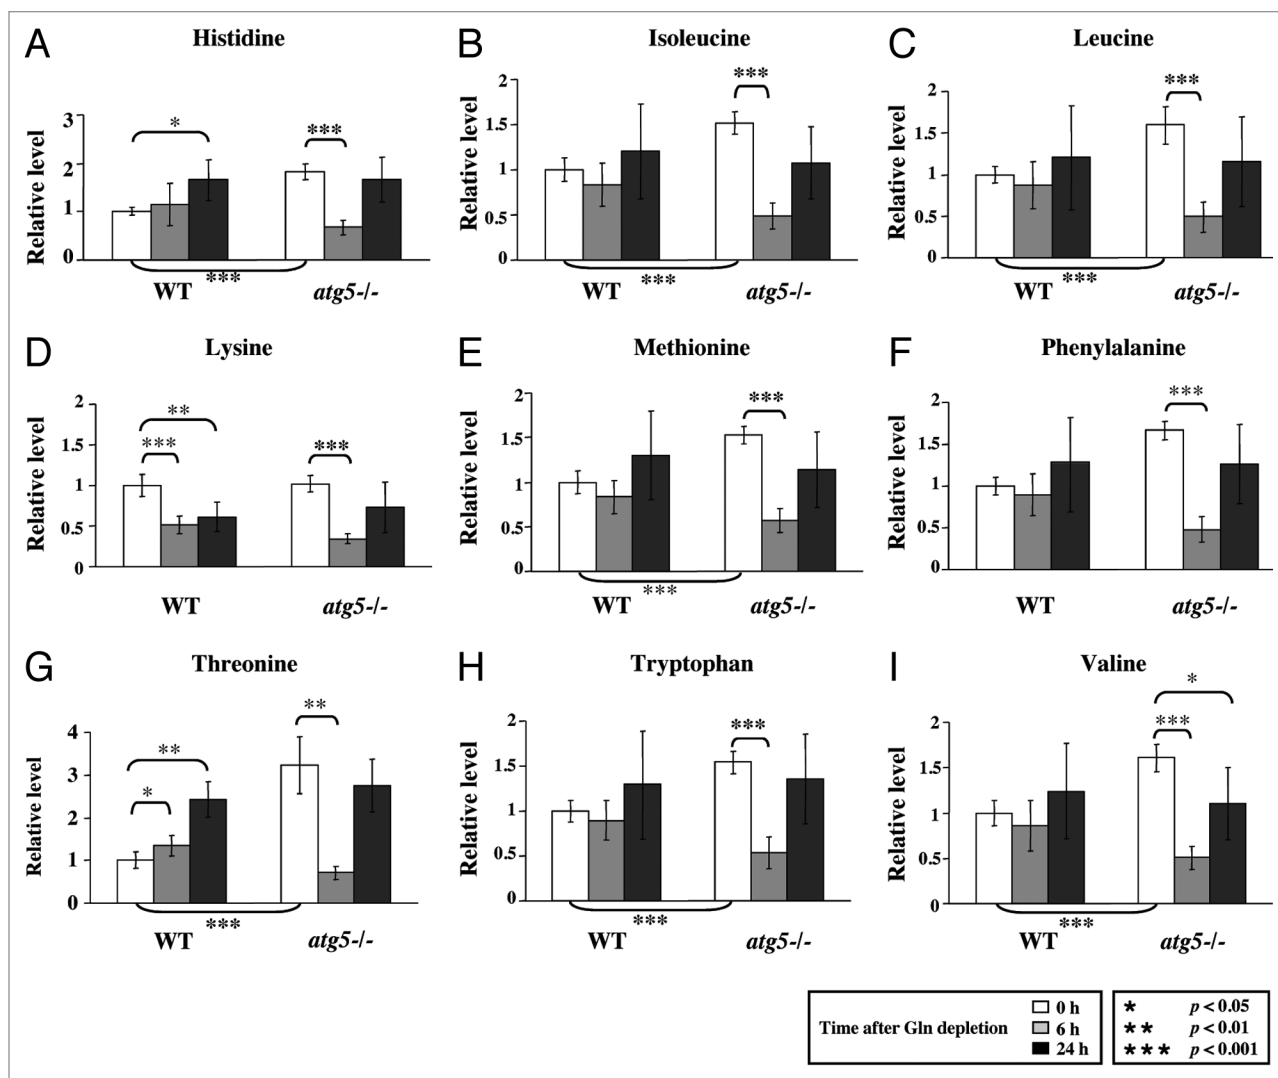 A Histidine
Relative level
3
2
1
0
*
***
***
WT atg5-/-
B Isoleucine
Relative level
2
1.5
1
0.5
0
***
***
WT atg5-/-
C Leucine
Relative level
2
1.5
1
0.5
0
***
***
WT atg5-/-
D Lysine
Relative level
2
1.5
1
0.5
0
**
***
***
WT atg5-/-
E Methionine
Relative level
2
1.5
1
0.5
0
***
***
WT atg5-/-
F Phenylalanine
Relative level
2
1.5
1
0.5
0
***
WT atg5-/-
G Threonine
Relative level
4
3
2
1
0
**
**
*
***
WT atg5-/-
H Tryptophan
Relative level
2
1.5
1
0.5
0
***
***
WT atg5-/-
I Valine
Relative level
2
1.5
1
0.5
0
*
***
***
WT atg5-/-
Time after Gln depletion
0 h
6 h
24 h
* p < 0.05
** p < 0.01
*** p < 0.001